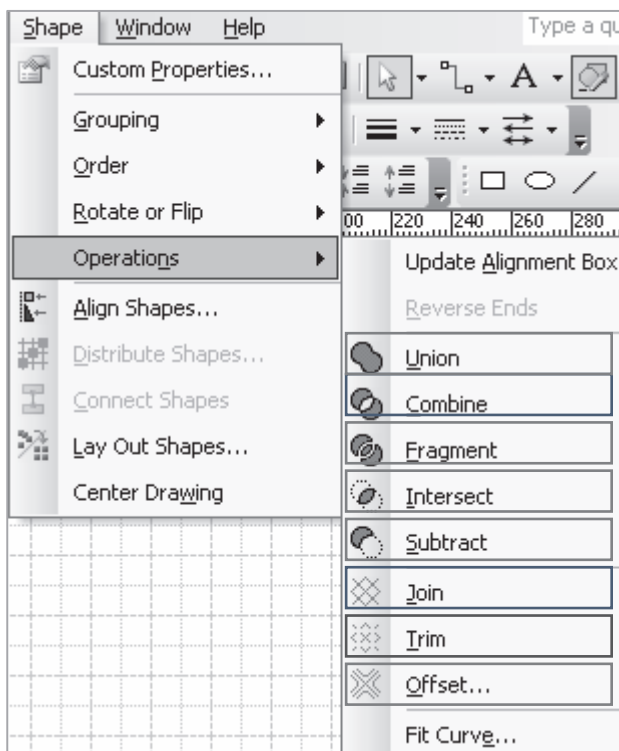 Shape Window Help
Type a qu
Custom Properties...
Grouping
Order
Rotate or Flip
Operations
Align Shapes...
Distribute Shapes...
Connect Shapes
Lay Out Shapes...
Center Drawing
A
00 220 240 260 280
Update Alignment Box
Reverse Ends
Union
Combine
Fragment
Intersect
Subtract
Join
Trim
Offset...
Fit Curve...